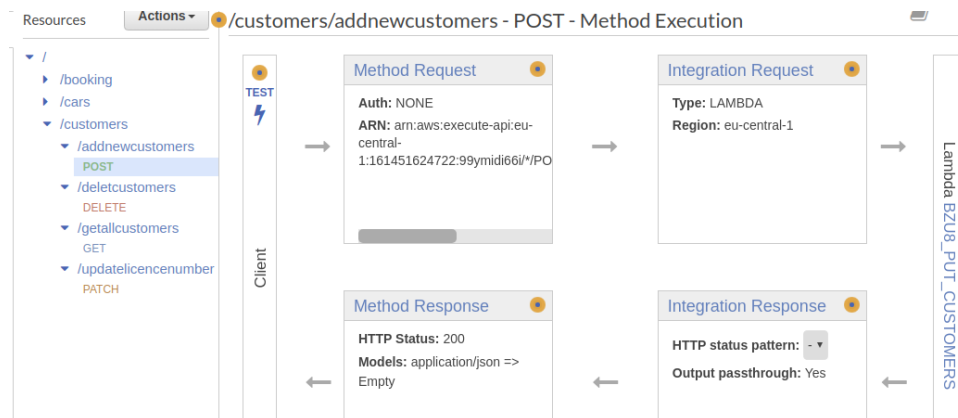 Resources
Actions
/customers/addnewcustomers - POST - Method Execution
/
/booking
/cars
/customers
/addnewcustomers
POST
/deletcustomers
DELETE
/getallcustomers
GET
/updatelicencenumber
PATCH
TEST
Client
Method Request
Auth: NONE
ARN: arn:aws:execute-api:eu-
central-
1:161451624722:99ymidi66i/*/PO
Integration Request
Type: LAMBDA
Region: eu-central-1
Lambda BZU8_PUT_CUSTOMERS
Method Response
HTTP Status: 200
Models: application/json =>
Empty
Integration Response
HTTP status pattern: -
Output passthrough: Yes